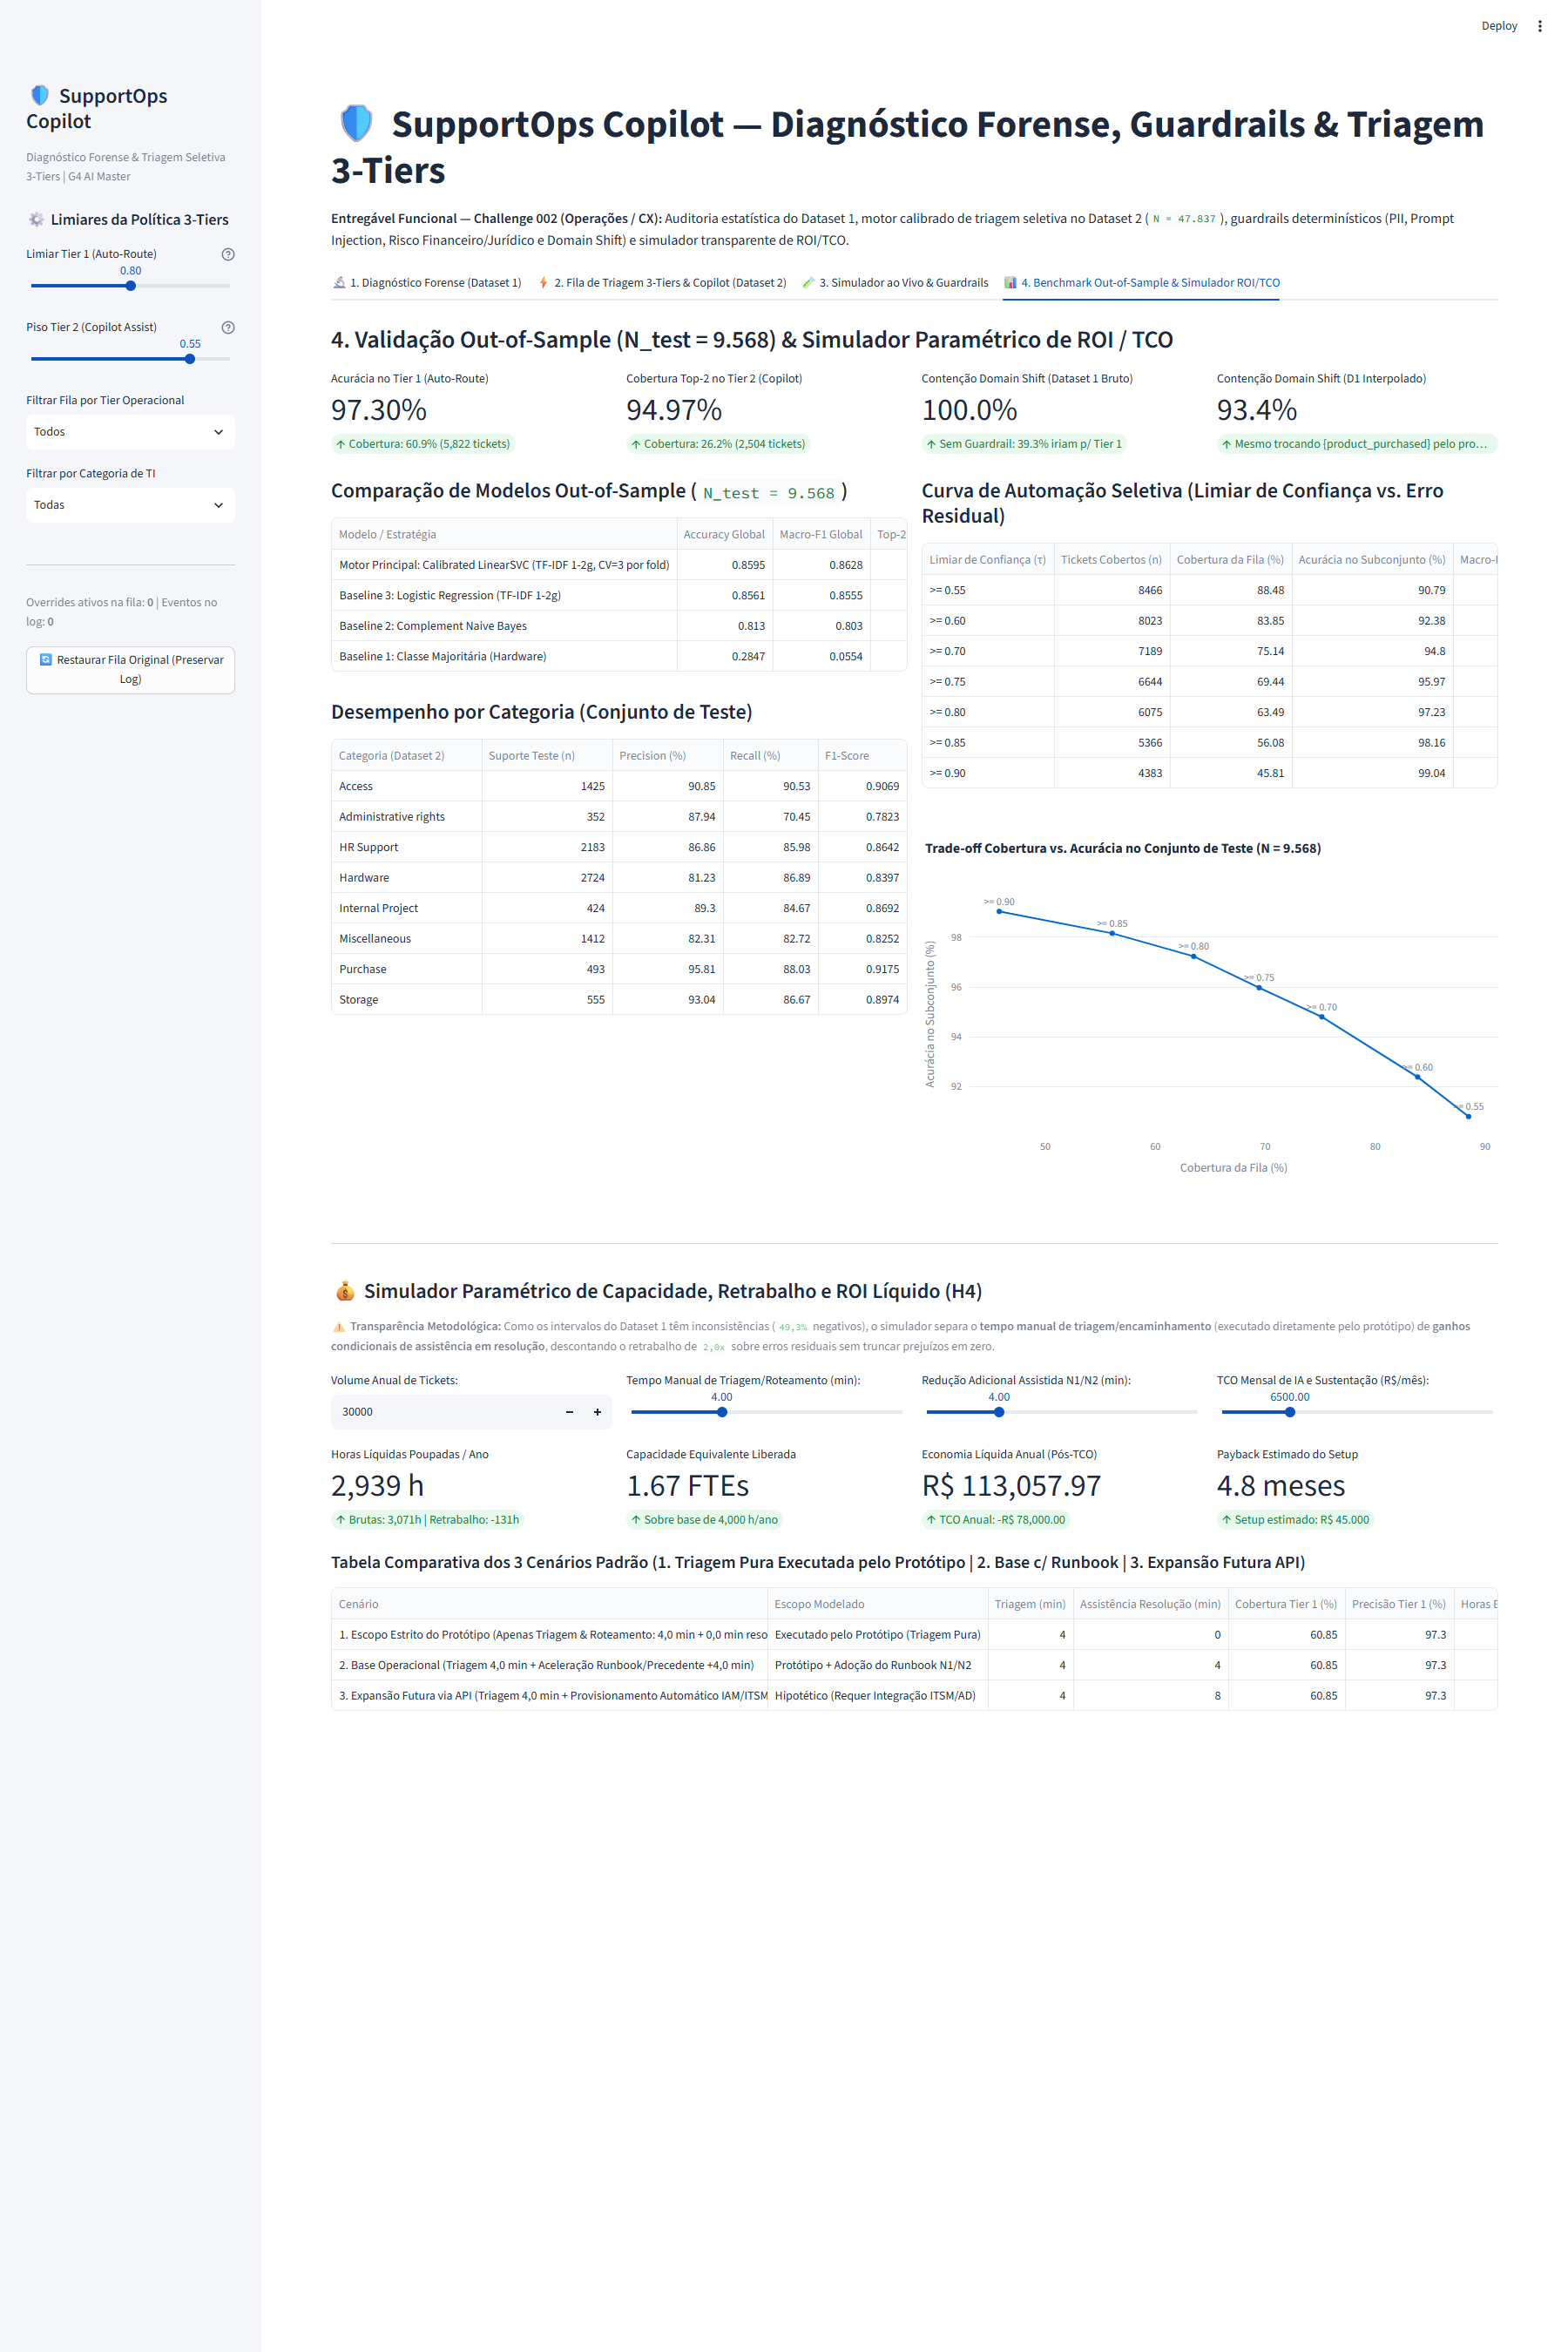 Deploy
SupportOps
Copilot
Diagnóstico Forense & Triagem Seletiva
3-Tiers | G4 AI Master
Limiares da Política 3-Tiers
Limiar Tier 1 (Auto-Route)
0.80
Piso Tier 2 (Copilot Assist)
0.55
Filtrar Fila por Tier Operacional
Todos
Filtrar por Categoria de TI
Todas
Overrides ativos na fila: 0 | Eventos no
log: 0
Restaurar Fila Original (Preservar
Log)
SupportOps Copilot — Diagnóstico Forense, Guardrails & Triagem
3-Tiers
Entregável Funcional — Challenge 002 (Operações / CX): Auditoria estatística do Dataset 1, motor calibrado de triagem seletiva no Dataset 2 ( N = 47.837 ), guardrails determinísticos (PII, Prompt
Injection, Risco Financeiro/Jurídico e Domain Shift) e simulador transparente de ROI/TCO.
1. Diagnóstico Forense (Dataset 1) 2. Fila de Triagem 3-Tiers & Copilot (Dataset 2) 3. Simulador ao Vivo & Guardrails 4. Benchmark Out-of-Sample & Simulador ROI/TCO
4. Validação Out-of-Sample (N_test = 9.568) & Simulador Paramétrico de ROI / TCO
Acurácia no Tier 1 (Auto-Route)
97.30%
↑ Cobertura: 60.9% (5,822 tickets)
Cobertura Top-2 no Tier 2 (Copilot)
94.97%
↑ Cobertura: 26.2% (2,504 tickets)
Contenção Domain Shift (Dataset 1 Bruto)
100.0%
↑ Sem Guardrail: 39.3% iriam p/ Tier 1
Contenção Domain Shift (D1 Interpolado)
93.4%
↑ Mesmo trocando {product_purchased} pelo pro…
Comparação de Modelos Out-of-Sample ( N_test = 9.568 )
Modelo / Estratégia Accuracy Global Macro-F1 Global Top-2
Motor Principal: Calibrated LinearSVC (TF-IDF 1-2g, CV=3 por fold) 0.8595 0.8628
Baseline 3: Logistic Regression (TF-IDF 1-2g) 0.8561 0.8555
Baseline 2: Complement Naive Bayes 0.813 0.803
Baseline 1: Classe Majoritária (Hardware) 0.2847 0.0554
Desempenho por Categoria (Conjunto de Teste)
Categoria (Dataset 2) Suporte Teste (n) Precision (%) Recall (%) F1-Score
Access 1425 90.85 90.53 0.9069
Administrative rights 352 87.94 70.45 0.7823
HR Support 2183 86.86 85.98 0.8642
Hardware 2724 81.23 86.89 0.8397
Internal Project 424 89.3 84.67 0.8692
Miscellaneous 1412 82.31 82.72 0.8252
Purchase 493 95.81 88.03 0.9175
Storage 555 93.04 86.67 0.8974
Curva de Automação Seletiva (Limiar de Confiança vs. Erro
Residual)
Limiar de Confiança (τ) Tickets Cobertos (n) Cobertura da Fila (%) Acurácia no Subconjunto (%) Macro-F
>= 0.55 8466 88.48 90.79
>= 0.60 8023 83.85 92.38
>= 0.70 7189 75.14 94.8
>= 0.75 6644 69.44 95.97
>= 0.80 6075 63.49 97.23
>= 0.85 5366 56.08 98.16
>= 0.90 4383 45.81 99.04
Trade-off Cobertura vs. Acurácia no Conjunto de Teste (N = 9.568)
>= 0.90
>= 0.85
>= 0.80
>= 0.75
>= 0.70
>= 0.60
>= 0.55
98
96
94
92
Acurácia no Subconjunto (%)
50 60 70 80 90
Cobertura da Fila (%)
Simulador Paramétrico de Capacidade, Retrabalho e ROI Líquido (H4)
Transparência Metodológica: Como os intervalos do Dataset 1 têm inconsistências ( 49,3% negativos), o simulador separa o tempo manual de triagem/encaminhamento (executado diretamente pelo protótipo) de ganhos
condicionais de assistência em resolução, descontando o retrabalho de 2,0x sobre erros residuais sem truncar prejuízos em zero.
Volume Anual de Tickets:
30000
Tempo Manual de Triagem/Roteamento (min):
4.00
Redução Adicional Assistida N1/N2 (min):
4.00
TCO Mensal de IA e Sustentação (R$/mês):
6500.00
Horas Líquidas Poupadas / Ano
2,939 h
↑ Brutas: 3,071h | Retrabalho: -131h
Capacidade Equivalente Liberada
1.67 FTEs
↑ Sobre base de 4,000 h/ano
Economia Líquida Anual (Pós-TCO)
R$ 113,057.97
↑ TCO Anual: -R$ 78,000.00
Payback Estimado do Setup
4.8 meses
↑ Setup estimado: R$ 45.000
Tabela Comparativa dos 3 Cenários Padrão (1. Triagem Pura Executada pelo Protótipo | 2. Base c/ Runbook | 3. Expansão Futura API)
Cenário Escopo Modelado Triagem (min) Assistência Resolução (min) Cobertura Tier 1 (%) Precisão Tier 1 (%) Horas E
1. Escopo Estrito do Protótipo (Apenas Triagem & Roteamento: 4,0 min + 0,0 min reso Executado pelo Protótipo (Triagem Pura) 4 0 60.85 97.3
2. Base Operacional (Triagem 4,0 min + Aceleração Runbook/Precedente +4,0 min) Protótipo + Adoção do Runbook N1/N2 4 4 60.85 97.3
3. Expansão Futura via API (Triagem 4,0 min + Provisionamento Automático IAM/ITSM Hipotético (Requer Integração ITSM/AD) 4 8 60.85 97.3